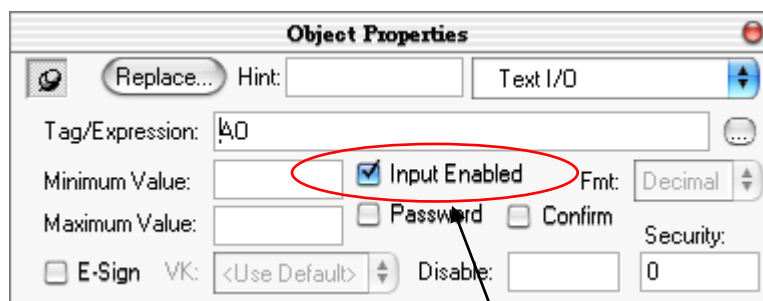 Object Properties
Replace... Hint: Text I/O
Tag/Expression: AO ...
Minimum Value: Input Enabled Fmt: Decimal
Maximum Value: Password Confirm Security:
E-Sign VK: <Use Default> Disable: 0